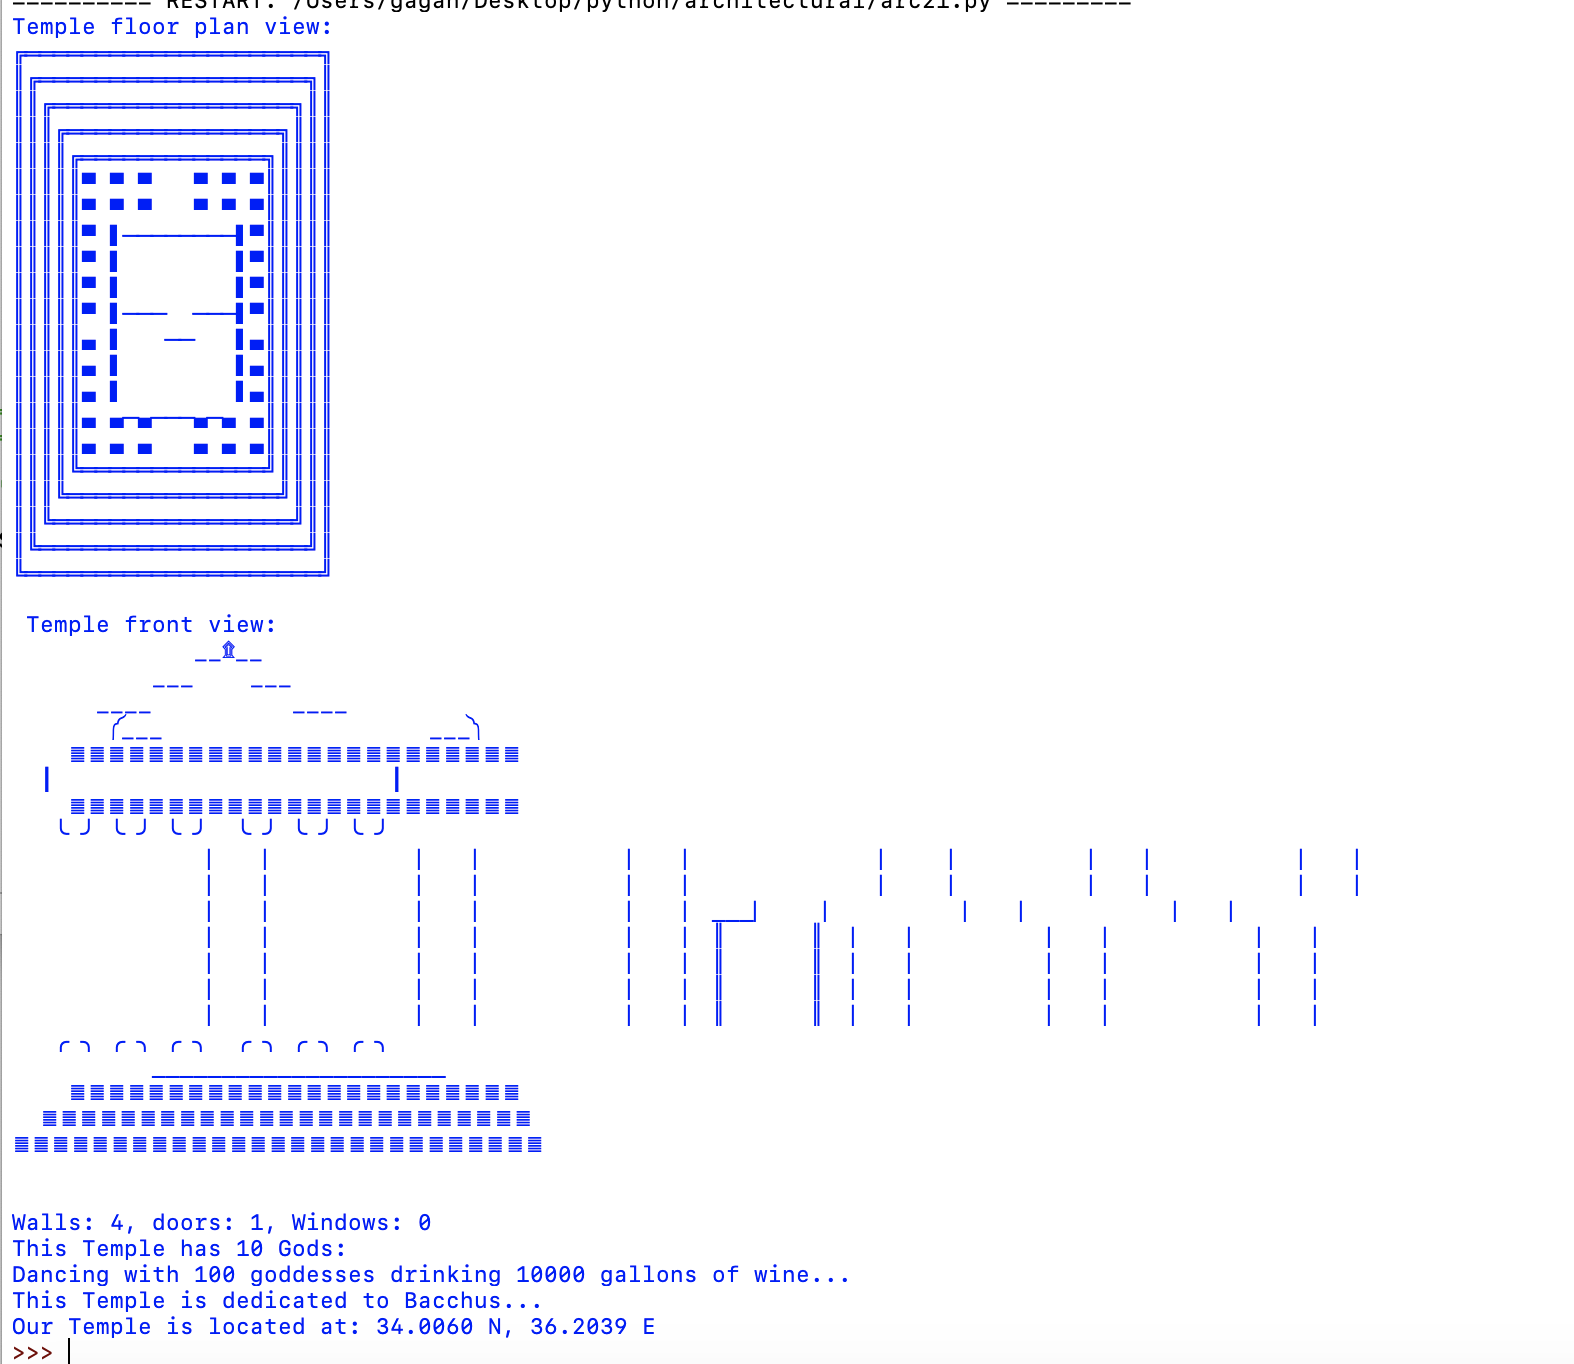 ========== RESTART: /Users/gagan/Desktop/python/architectural/arc21.py =========
Temple floor plan view:
Temple front view:
Walls: 4, doors: 1, Windows: 0
This Temple has 10 Gods:
Dancing with 100 goddesses drinking 10000 gallons of wine...
This Temple is dedicated to Bacchus...
Our Temple is located at: 34.0060 N, 36.2039 E
>>>